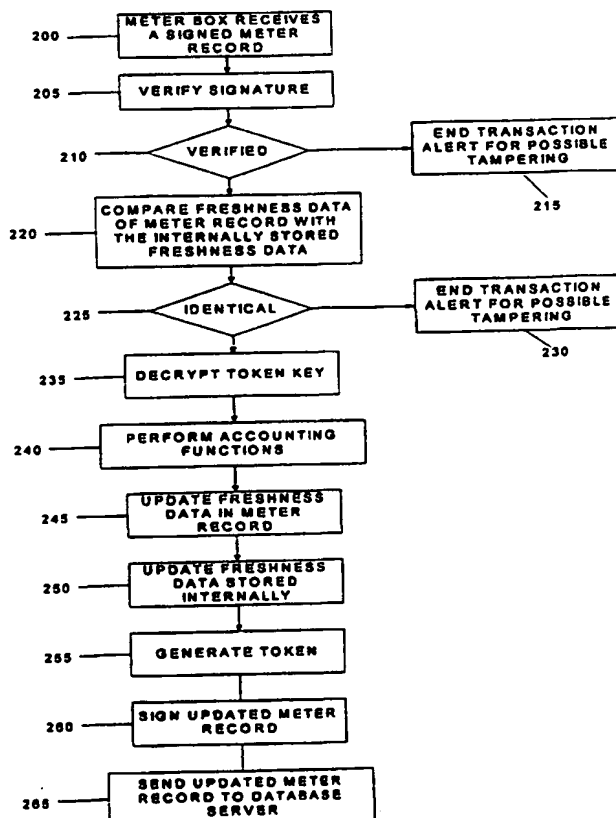 200
METER BOX RECEIVES
A SIGNED METER
RECORD
205
VERIFY SIGNATURE
210
VERIFIED
END TRANSACTION
ALERT FOR POSSIBLE
TAMPERING
215
220
COMPARE FRESHNESS DATA
OF METER RECORD WITH
THE INTERNALLY STORED
FRESHNESS DATA
225
IDENTICAL
END TRANSACTION
ALERT FOR POSSIBLE
TAMPERING
230
235
DECRYPT TOKEN KEY
240
PERFORM ACCOUNTING
FUNCTIONS
245
UPDATE FRESHNESS
DATA IN METER
RECORD
250
UPDATE FRESHNESS
DATA STORED
INTERNALLY
255
GENERATE TOKEN
260
SIGN UPDATED METER
RECORD
265
SEND UPDATED METER
RECORD TO DATABASE
SERVER